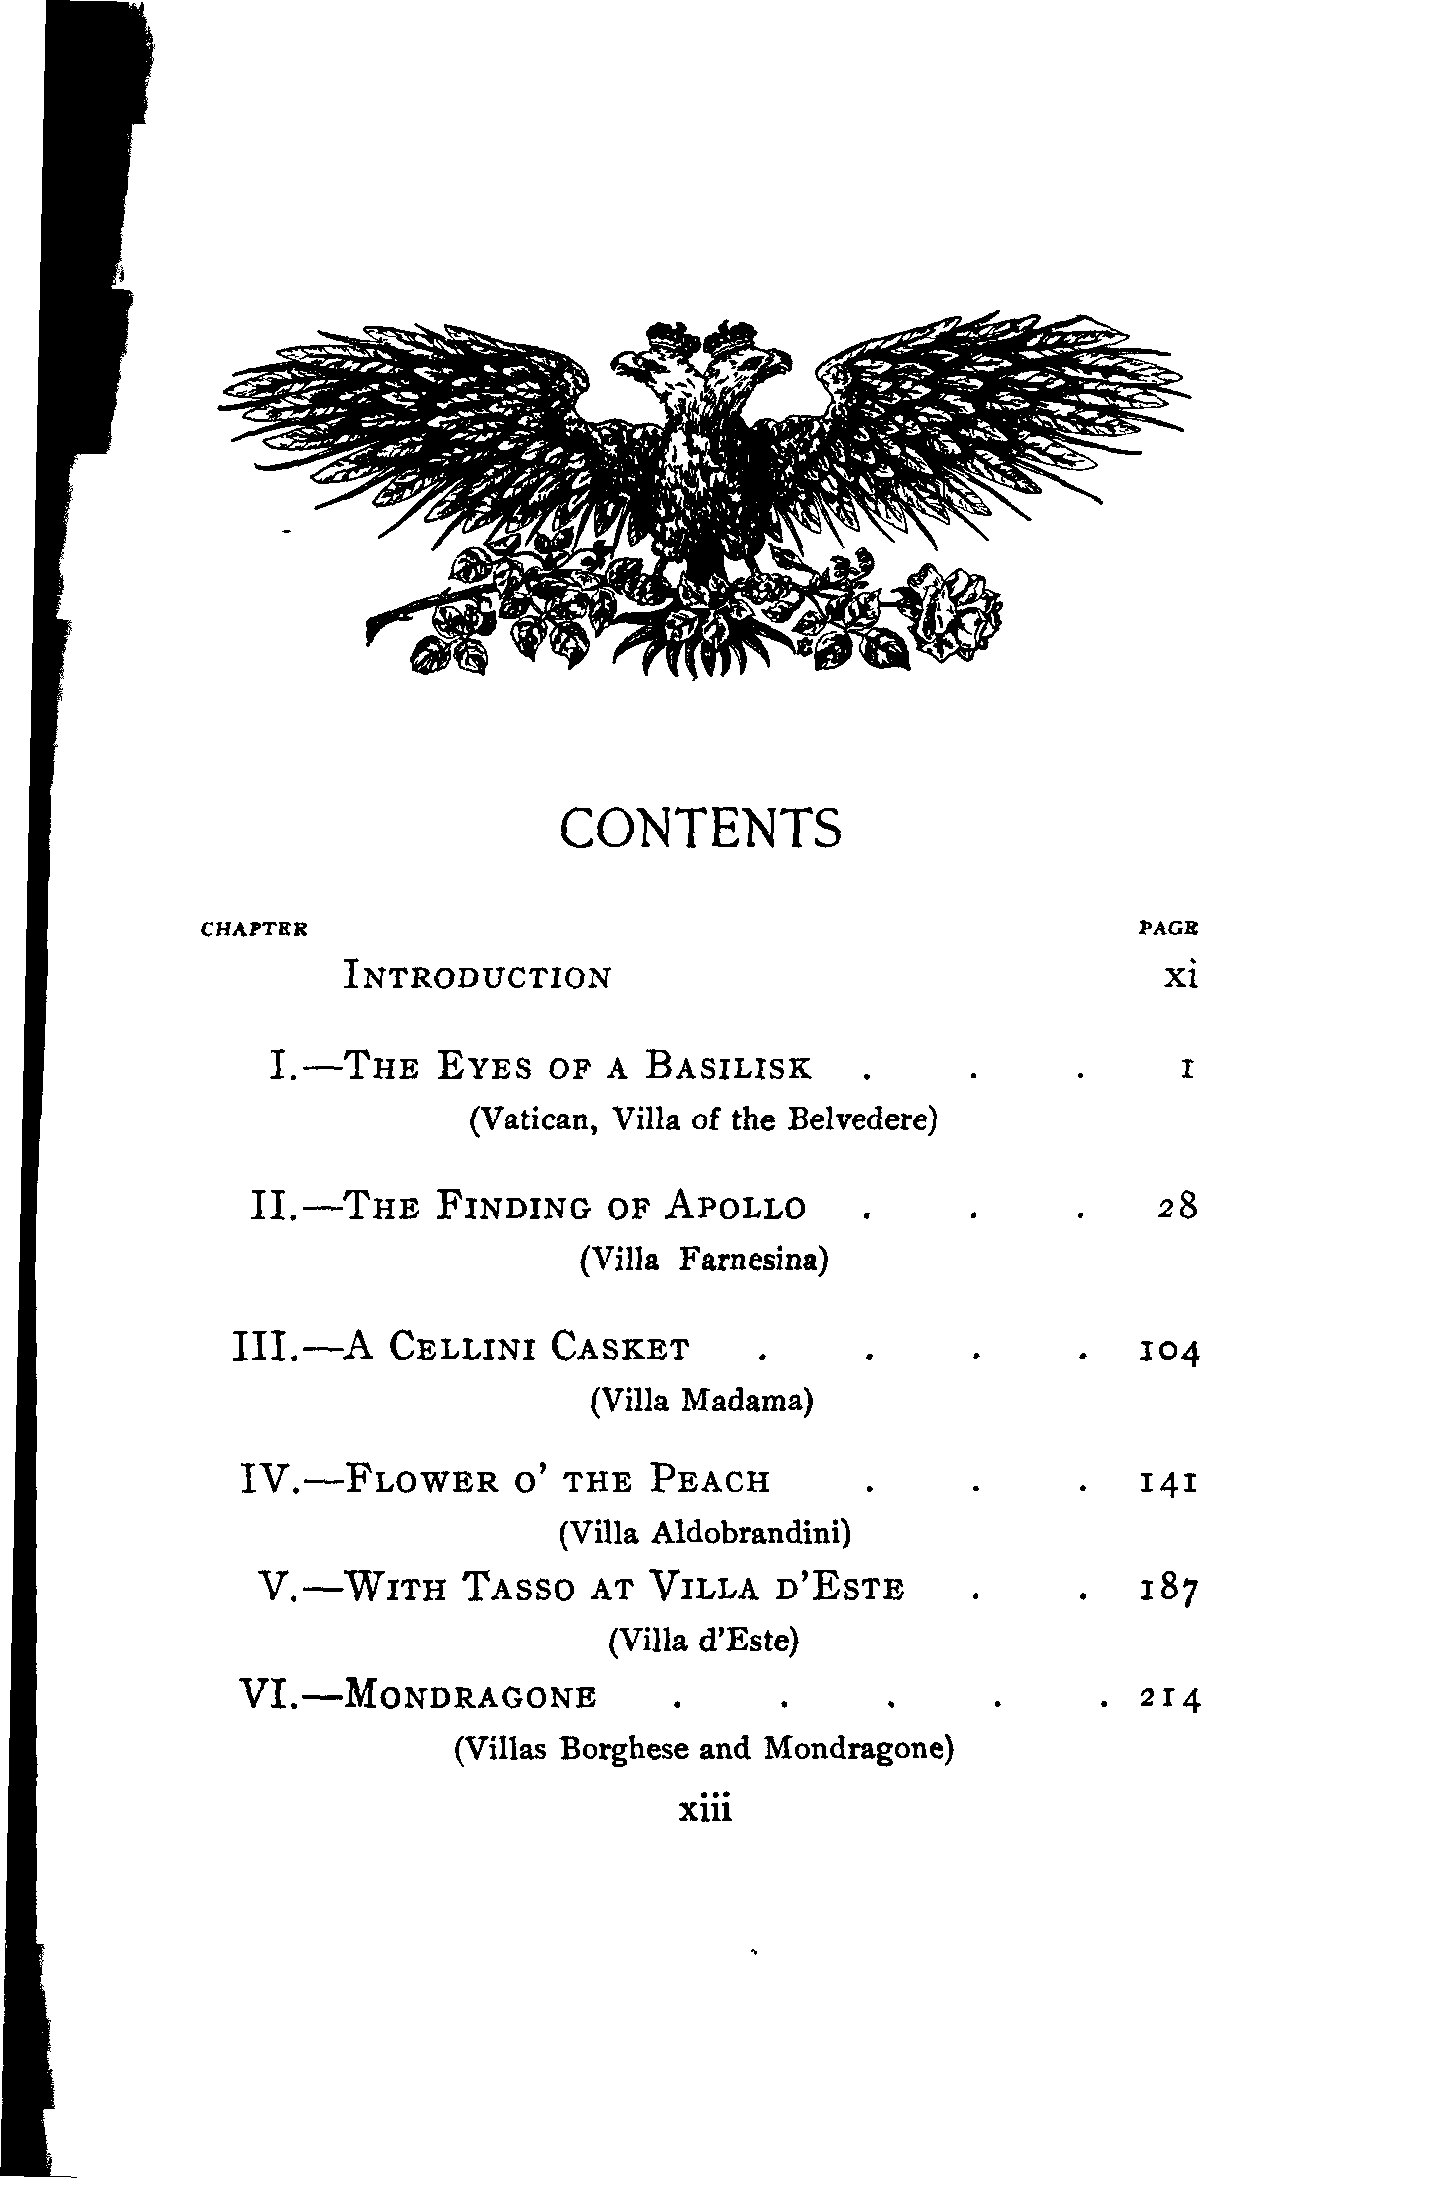 CONTENTS
CHAPTER PAGE
INTRODUCTION xi
I.—THE EYES OF A BASILISK . . . 1
(Vatican, Villa of the Belvedere)
II.—THE FINDING OF APOLLO . . . 28
(Villa Farnesina)
III.—A CELLINI CASKET . . . . 104
(Villa Madama)
IV.—FLOWER O' THE PEACH . . . 141
(Villa Aldobrandini)
V.—WITH TASSO AT VILLA D'ESTE . . 187
(Villa d'Este)
VI.—MONDRAGONE . . . . . 214
(Villas Borghese and Mondragone)
xiii